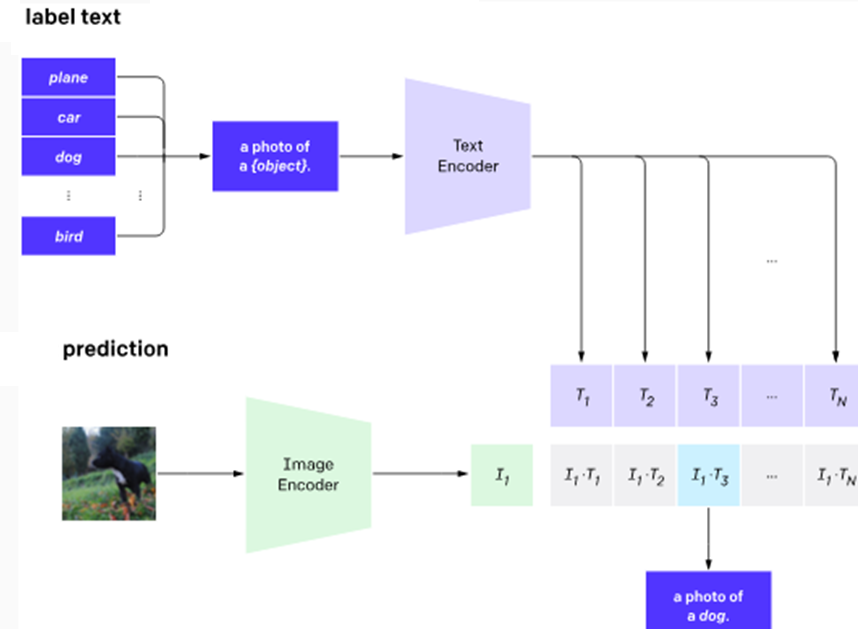 label text
plane
car
dog
⋮ ⋮
bird
a photo of
a {object}.
Text
Encoder
...
prediction
Image
Encoder
T1 T2 T3 ... TN
I1
I1·T1 I1·T2 I1·T3 ... I1·TN
a photo of
a dog.